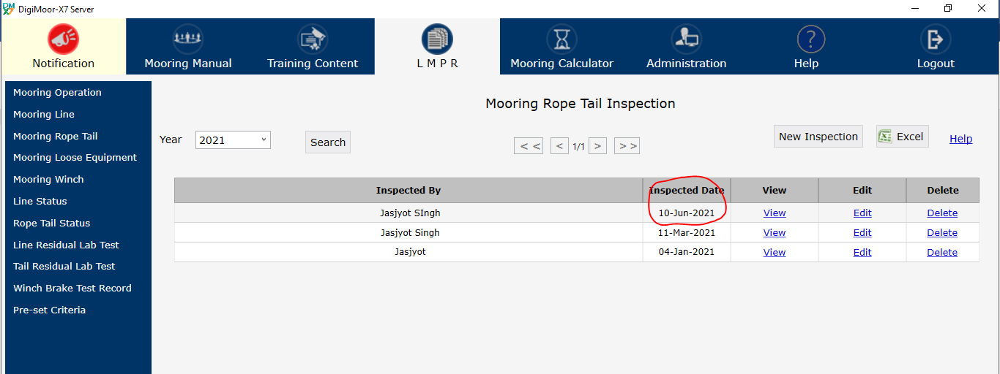 DM X7 DigiMoor-X7 Server
Notification
Mooring Manual
Training Content
L M P R
Mooring Calculator
Administration
? Help
Logout
Mooring Operation
Mooring Line
Mooring Rope Tail
Mooring Loose Equipment
Mooring Winch
Line Status
Rope Tail Status
Line Residual Lab Test
Tail Residual Lab Test
Winch Brake Test Record
Pre-set Criteria
Mooring Rope Tail Inspection
Year 2021 Search << < 1/1 > >> New Inspection Excel Help
Inspected By Inspected Date View Edit Delete
Jasjyot SIngh 10-Jun-2021 View Edit Delete
Jasjyot Singh 11-Mar-2021 View Edit Delete
Jasjyot 04-Jan-2021 View Edit Delete